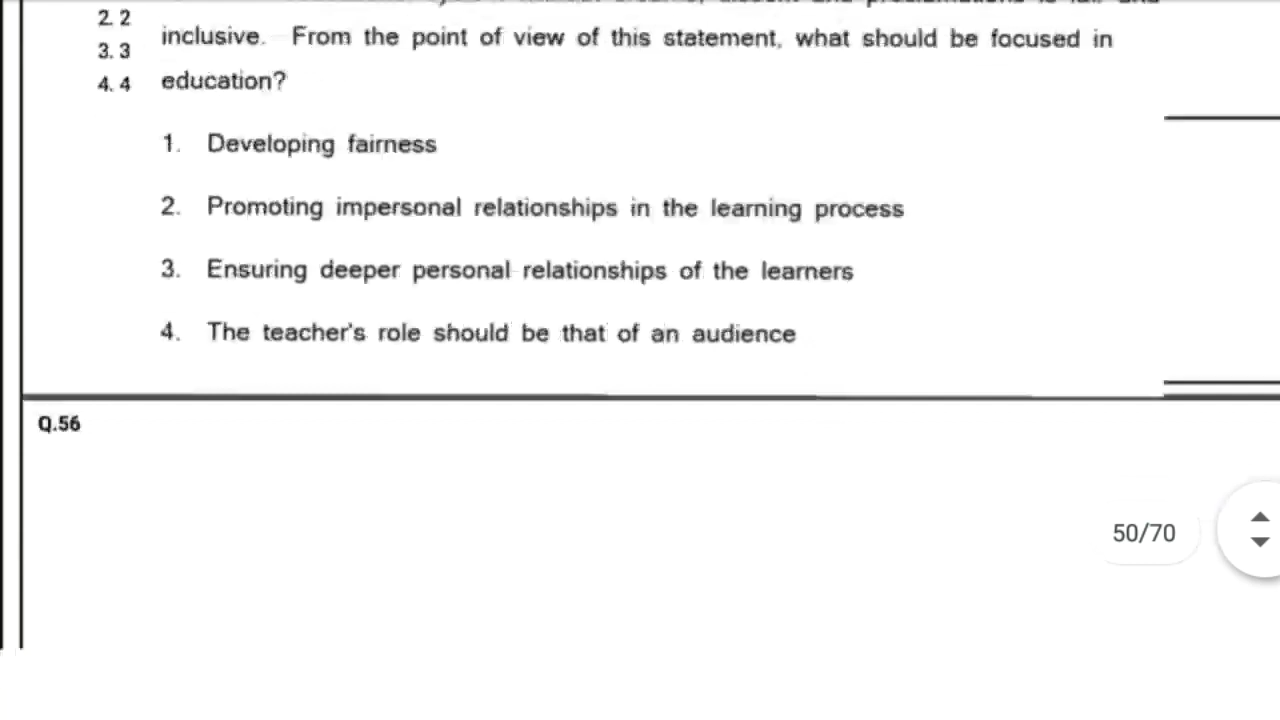 2. 2
inclusive. From the point of view of this statement, what should be focused in
3. 3
4. 4 education?
1. Developing fairness
2. Promoting impersonal relationships in the learning process
3. Ensuring deeper personal relationships of the learners
4. The teacher's role should be that of an audience
Q.56
50/70